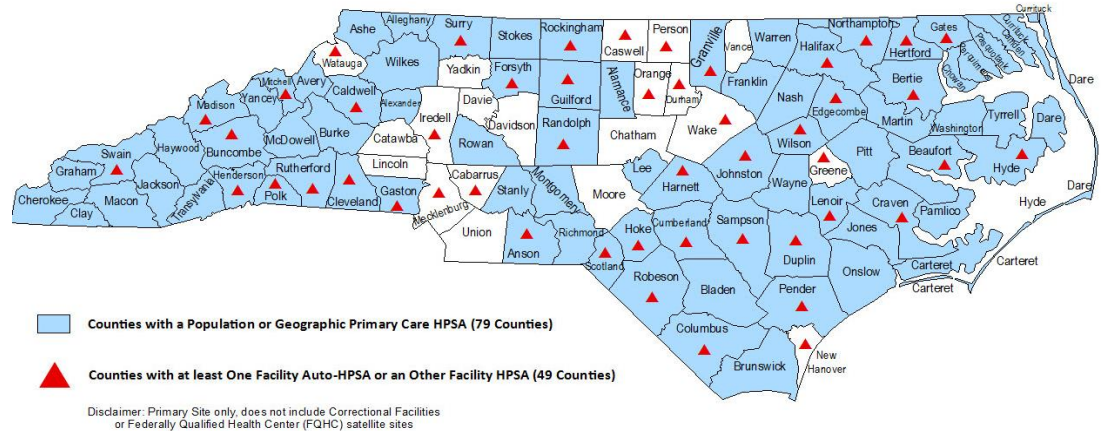 Currituck
Ashe
Alleghany
Surry
Stokes
Rockingham
Caswell
Person
Granville
Vance
Warren
Northampton
Gates
Currituck
Camden
Pasquotank
Perquimans
Chowan
Hertford
Halifax
Watauga
Wilkes
Yadkin
Forsyth
Guilford
Alamance
Orange
Durham
Franklin
Nash
Bertie
Dare
Mitchell
Avery
Caldwell
Alexander
Yancey
Madison
Iredell
Davie
Davidson
Randolph
Chatham
Wake
Edgecombe
Martin
Washington
Tyrrell
Dare
Burke
McDowell
Catawba
Rowan
Wilson
Buncombe
Haywood
Swain
Graham
Jackson
Henderson
Rutherford
Polk
Lincoln
Cabarrus
Stanly
Montgomery
Moore
Lee
Harnett
Johnston
Wayne
Greene
Pitt
Beaufort
Hyde
Dare
Cherokee
Clay
Macon
Transylvania
Cleveland
Gaston
Mecklenburg
Union
Anson
Richmond
Scotland
Hoke
Cumberland
Sampson
Duplin
Lenoir
Jones
Craven
Pamlico
Hyde
Carteret
Carteret
Carteret
Robeson
Bladen
Pender
Onslow
Columbus
Brunswick
New
Hanover
Counties with a Population or Geographic Primary Care HPSA (79 Counties)
Counties with at least One Facility Auto-HPSA or an Other Facility HPSA (49 Counties)
Disclaimer: Primary Site only, does not include Correctional Facilities
or Federally Qualified Health Center (FQHC) satellite sites